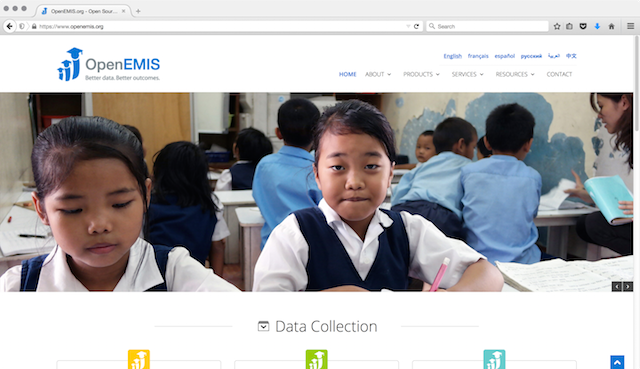 OpenEMIS.org - Open Sour...
https://www.openemis.org
Search
English français español русский العربية 中文
OpenEMIS
Better data. Better outcomes.
HOME ABOUT PRODUCTS SERVICES RESOURCES CONTACT
Data Collection